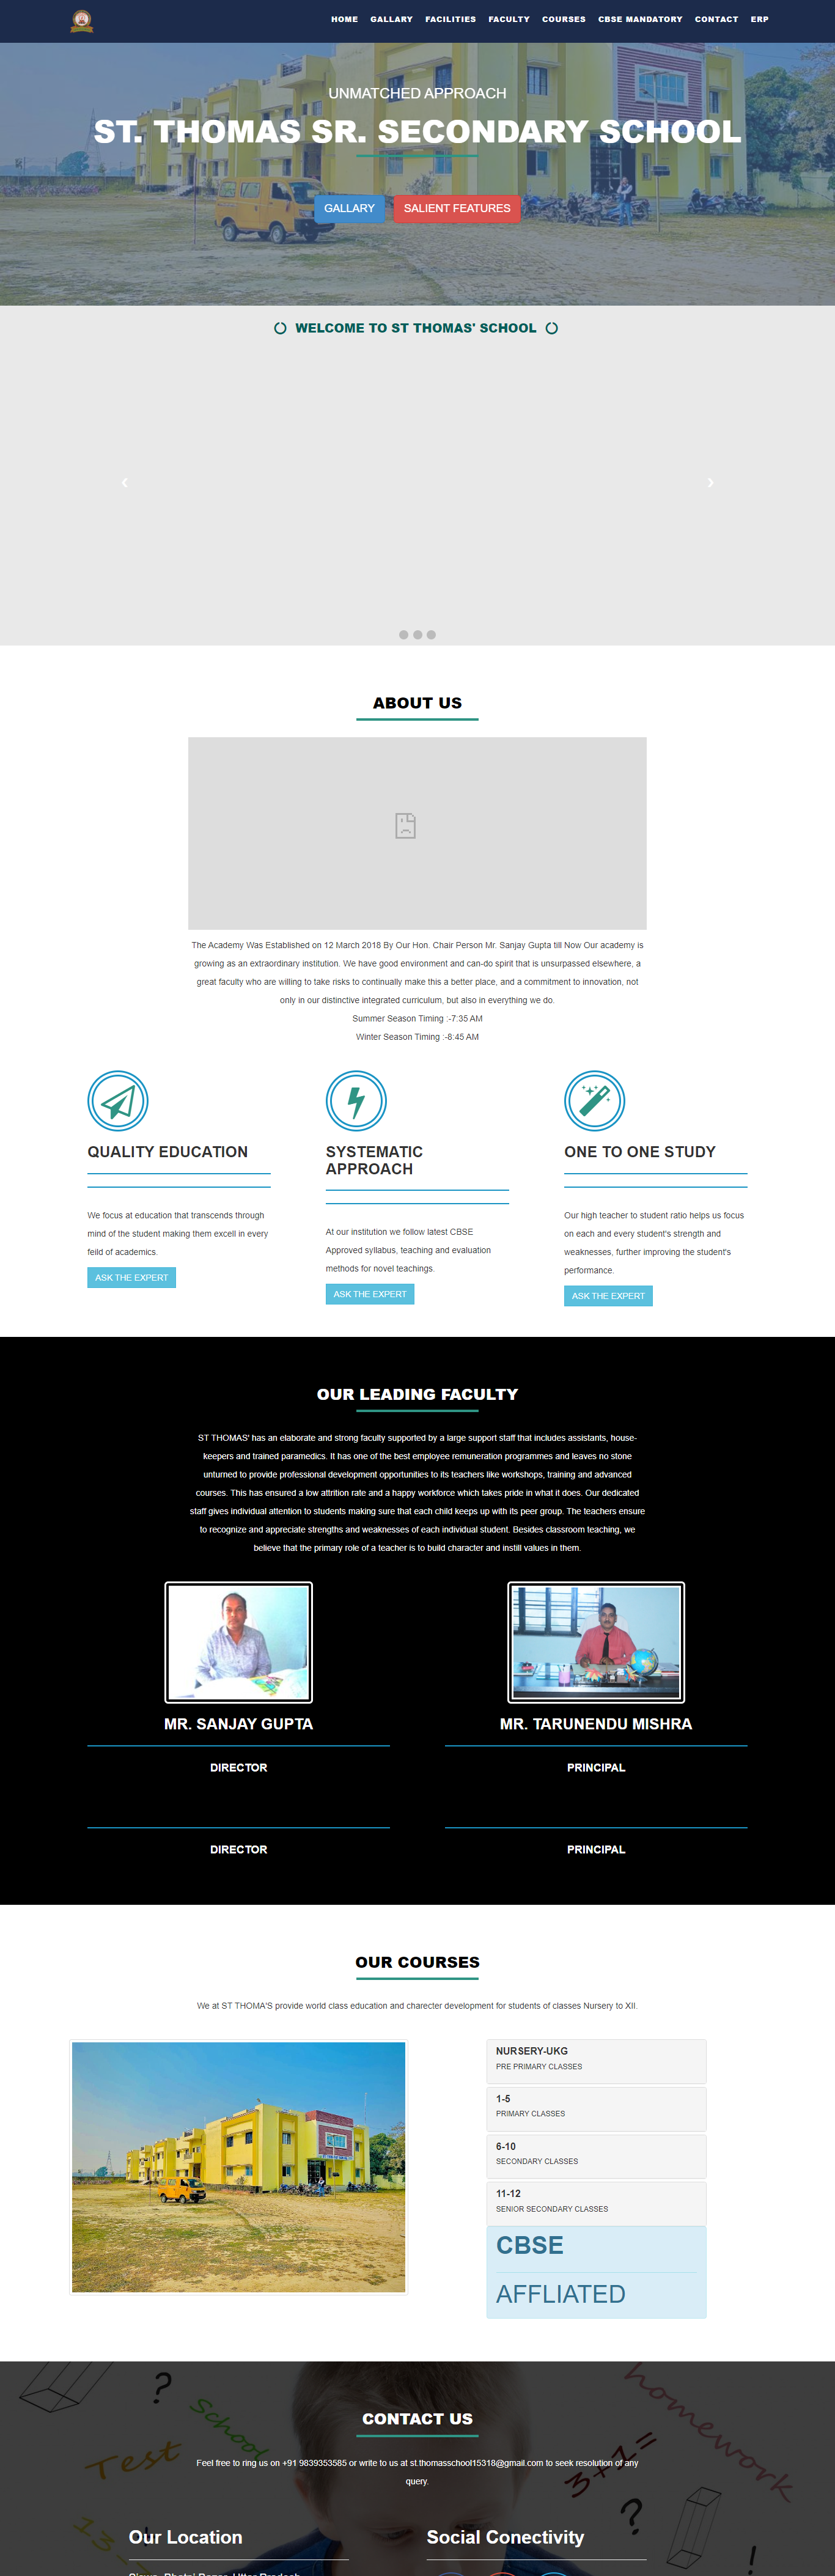 HOME GALLARY FACILITIES FACULTY COURSES CBSE MANDATORY CONTACT ERP
UNMATCHED APPROACH
ST. THOMAS SR. SECONDARY SCHOOL
GALLARY SALIENT FEATURES
WELCOME TO ST THOMAS' SCHOOL
ABOUT US
The Academy Was Established on 12 March 2018 By Our Hon. Chair Person Mr. Sanjay Gupta till Now Our academy is
growing as an extraordinary institution. We have good environment and can-do spirit that is unsurpassed elsewhere, a
great faculty who are willing to take risks to continually make this a better place, and a commitment to innovation, not
only in our distinctive integrated curriculum, but also in everything we do.
Summer Season Timing :-7:35 AM
Winter Season Timing :-8:45 AM
QUALITY EDUCATION
We focus at education that transcends through
mind of the student making them excell in every
feild of academics.
ASK THE EXPERT
SYSTEMATIC
APPROACH
At our institution we follow latest CBSE
Approved syllabus, teaching and evaluation
methods for novel teachings.
ASK THE EXPERT
ONE TO ONE STUDY
Our high teacher to student ratio helps us focus
on each and every student's strength and
weaknesses, further improving the student's
performance.
ASK THE EXPERT
OUR LEADING FACULTY
ST THOMAS' has an elaborate and strong faculty supported by a large support staff that includes assistants, house-
keepers and trained paramedics. It has one of the best employee remuneration programmes and leaves no stone
unturned to provide professional development opportunities to its teachers like workshops, training and advanced
courses. This has ensured a low attrition rate and a happy workforce which takes pride in what it does. Our dedicated
staff gives individual attention to students making sure that each child keeps up with its peer group. The teachers ensure
to recognize and appreciate strengths and weaknesses of each individual student. Besides classroom teaching, we
believe that the primary role of a teacher is to build character and instill values in them.
MR. SANJAY GUPTA
DIRECTOR
DIRECTOR
MR. TARUNENDU MISHRA
PRINCIPAL
PRINCIPAL
OUR COURSES
We at ST THOMA'S provide world class education and charecter development for students of classes Nursery to XII.
NURSERY-UKG
PRE PRIMARY CLASSES
1-5
PRIMARY CLASSES
6-10
SECONDARY CLASSES
11-12
SENIOR SECONDARY CLASSES
CBSE
AFFLIATED
?
School
Test
homework
3+2=
?
!
CONTACT US
Feel free to ring us on +91 9839353585 or write to us at st.thomasschool15318@gmail.com to seek resolution of any
query.
Our Location
Social Conectivity